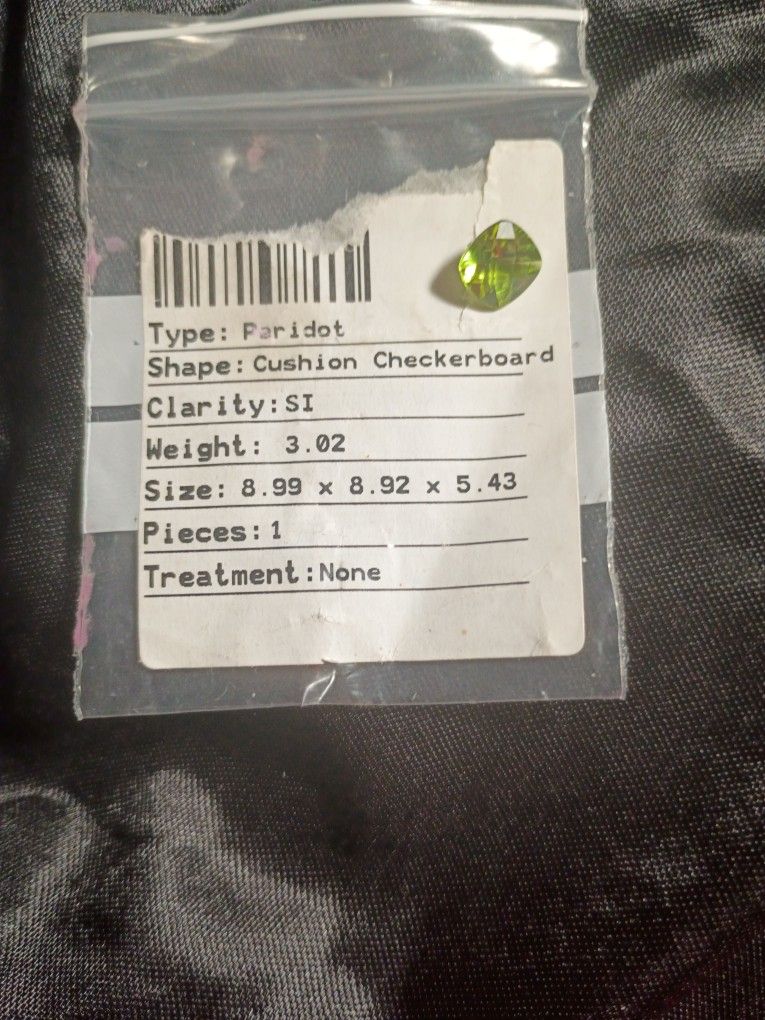 Type: Peridot
Shape: Cushion Checkerboard
Clarity:SI
Weight: 3.02
Size: 8.99 x 8.92 x 5.43
Pieces:1
Treatment:None